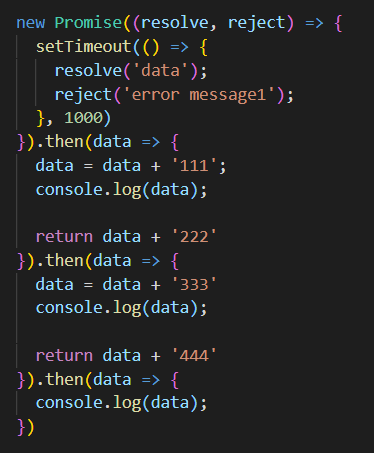 new Promise((resolve, reject) => {
  setTimeout(() => {
    resolve('data');
    reject('error message1');
  }, 1000)
}).then(data => {
  data = data + '111';
  console.log(data);

  return data + '222'
}).then(data => {
  data = data + '333'
  console.log(data);

  return data + '444'
}).then(data => {
  console.log(data);
})